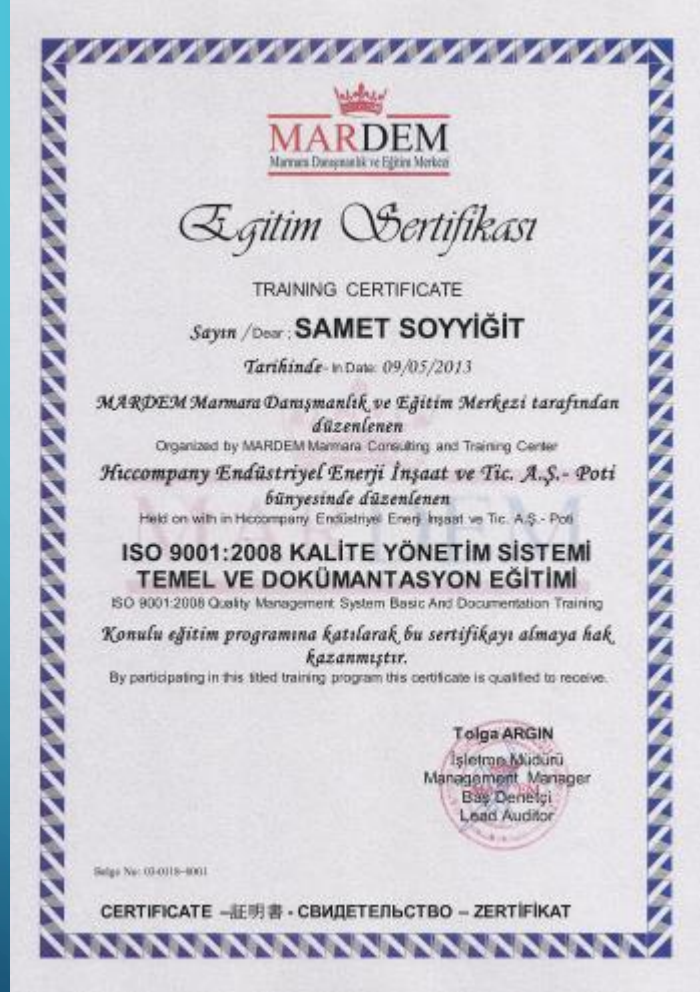 MARDEM
Marmara Danışmanlık ve Eğitim Merkezi
Egitim Sertifikası
TRAINING CERTIFICATE
Sayın / Dear ; SAMET SOYYİĞİT
Tarihinde- In Date: 09/05/2013
MARDEM Marmara Danışmanlık ve Eğitim Merkezi tarafından
düzenlenen
Organized by MARDEM Marmara Consulting and Training Center
Hıccompany Endüstriyel Enerji İnşaat ve Tic. A.Ş.- Poti
bünyesinde düzenlenen
Held on with in Hıccompany Endüstriyel Enerji İnşaat ve Tic. A.Ş.- Poti
ISO 9001:2008 KALİTE YÖNETİM SİSTEMİ
TEMEL VE DOKÜMANTASYON EĞİTİMİ
ISO 9001:2008 Quality Management System Basic And Documentation Training
Konulu eğitim programına katılarak bu sertifikayı almaya hak
kazanmıştır.
By participating in this titled training program this certificate is qualified to receive.
Tolga ARGIN
İşletme Müdürü
Management Manager
Baş Denetçi
Lead Auditor
Belge No:
CERTIFICATE –証明書 - СВИДЕТЕЛЬСТВО – ZERTİFİKAT